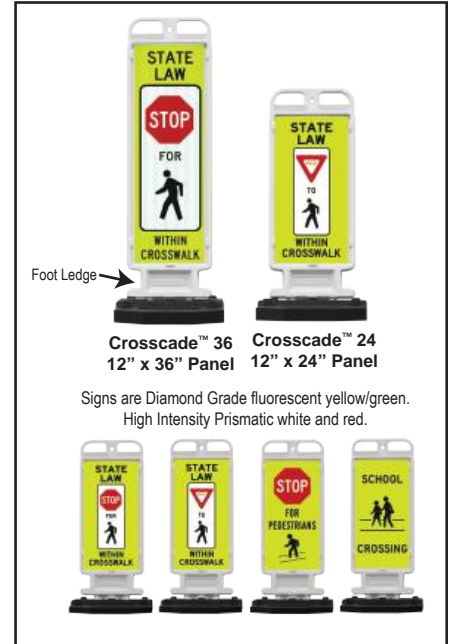 STATE
LAW
STOP
FOR
WITHIN
CROSSWALK
STATE
LAW
TO
WITHIN
CROSSWALK
Foot Ledge
Crosscade™ 36
12” x 36” Panel
Crosscade™ 24
12” x 24” Panel
Signs are Diamond Grade fluorescent yellow/green.
High Intensity Prismatic white and red.
STATE
LAW
STOP
FOR
WITHIN
CROSSWALK
STATE
LAW
TO
WITHIN
CROSSWALK
STOP
FOR
PEDESTRIANS
SCHOOL
CROSSING